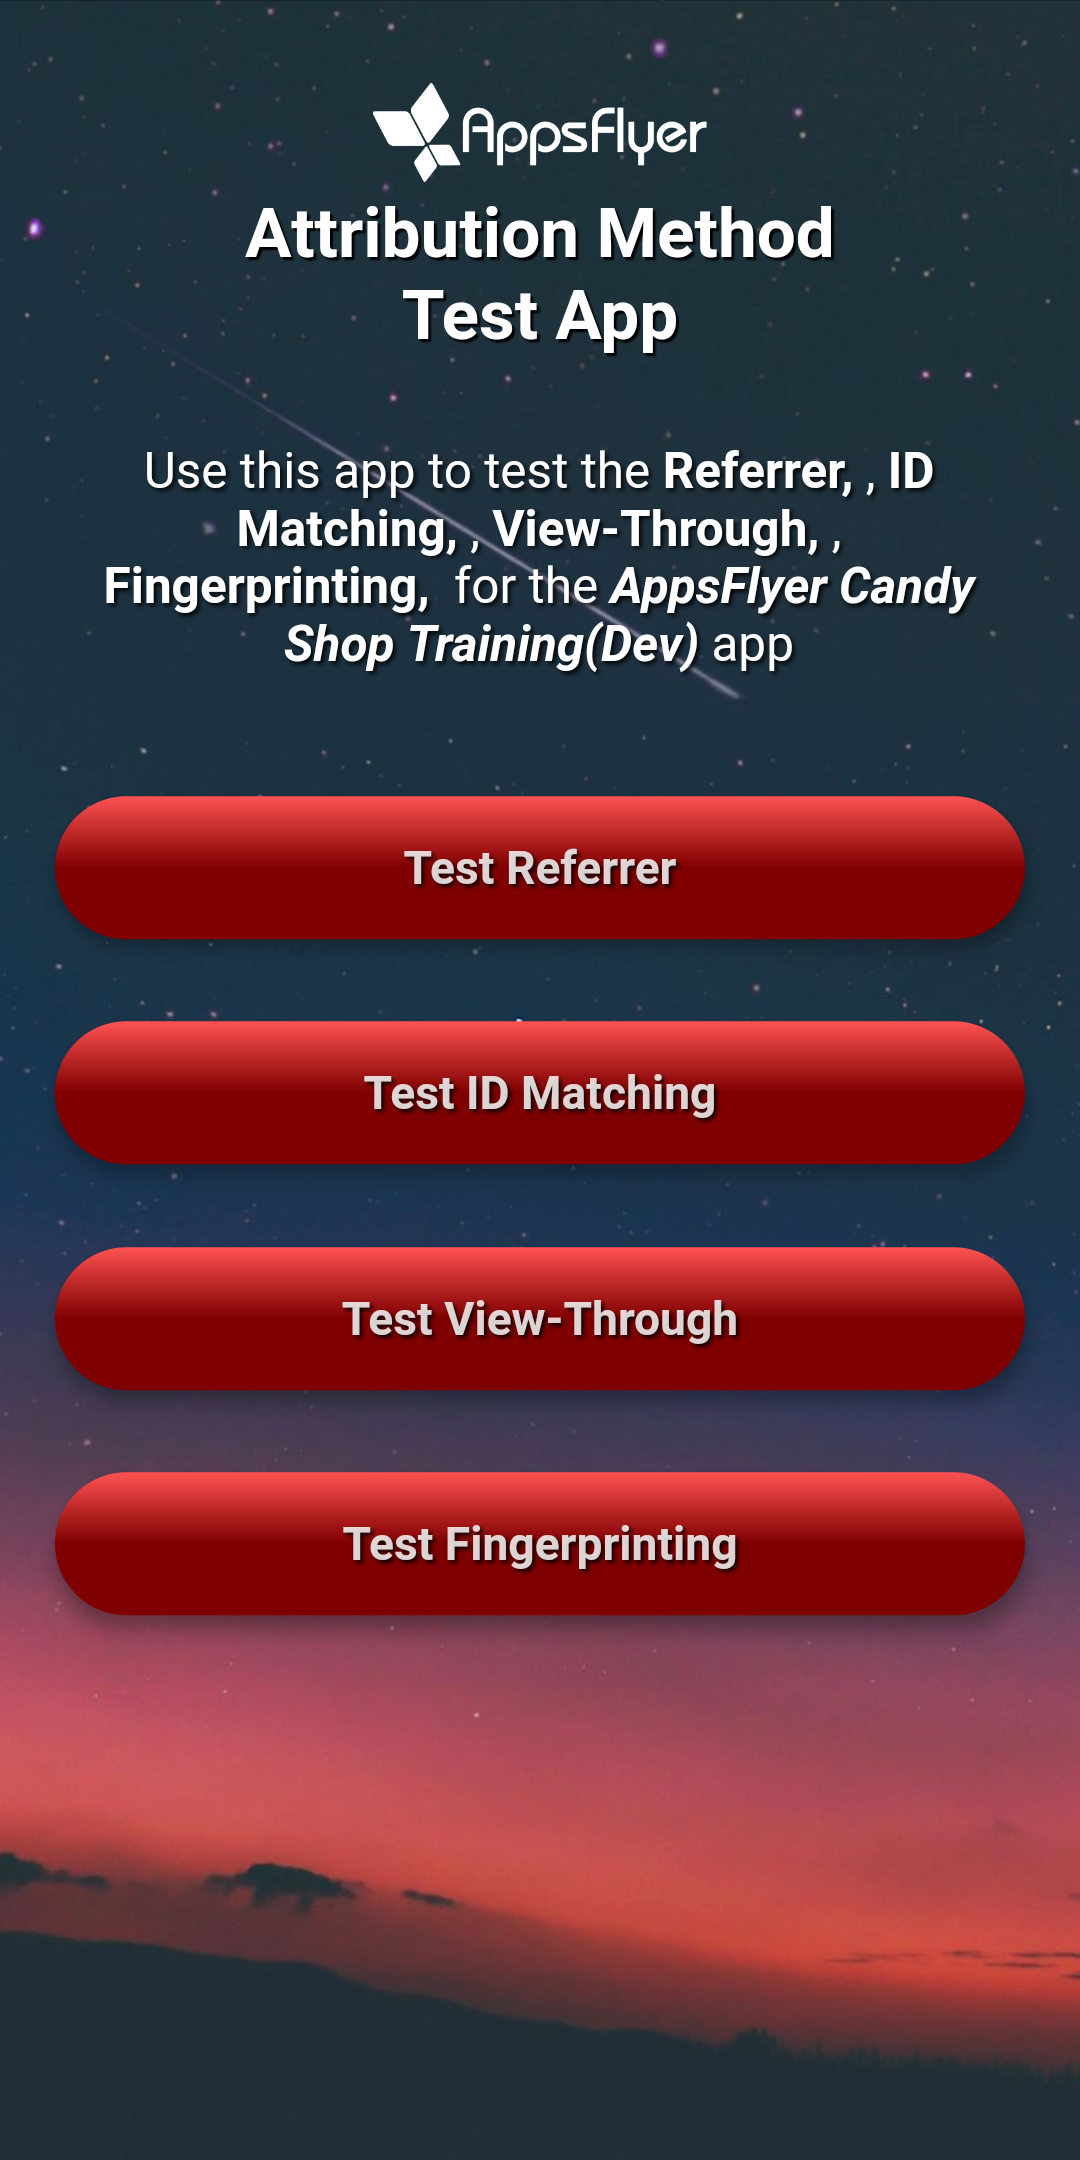 AppsFlyer
Attribution Method
Test App
Use this app to test the Referrer, , ID
Matching, , View-Through, ,
Fingerprinting,  for the AppsFlyer Candy
Shop Training(Dev) app
Test Referrer
Test ID Matching
Test View-Through
Test Fingerprinting